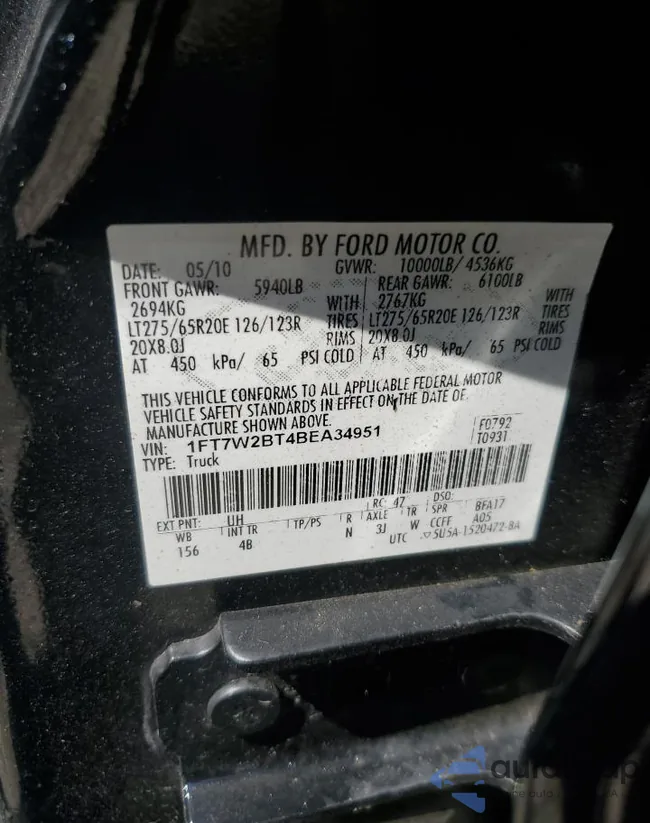 MFD. BY FORD MOTOR CO.
DATE: 05/10 GVWR: 10000LB/ 4536KG
FRONT GAWR: 5940LB REAR GAWR: 6100LB
2694KG WITH 2767KG WITH
LT275/65R20E 126/123R TIRES LT275/65R20E 126/123R TIRES
20X8.0J RIMS 20X8.0J RIMS
AT 450 kPa/ 65 PSI COLD AT 450 kPa/ 65 PSI COLD
THIS VEHICLE CONFORMS TO ALL APPLICABLE FEDERAL MOTOR
VEHICLE SAFETY STANDARDS IN EFFECT ON THE DATE OF
MANUFACTURE SHOWN ABOVE.
VIN: 1FT7W2BT4BEA34951 F0792
TYPE: Truck T0931
EXT PNT: UH RC: 47 DSO:
WB INT TR TP/PS R AXLE TR SPR BFA17
156 4B N 3J W CCFF A05
UTC 5U5A-1520472-BA